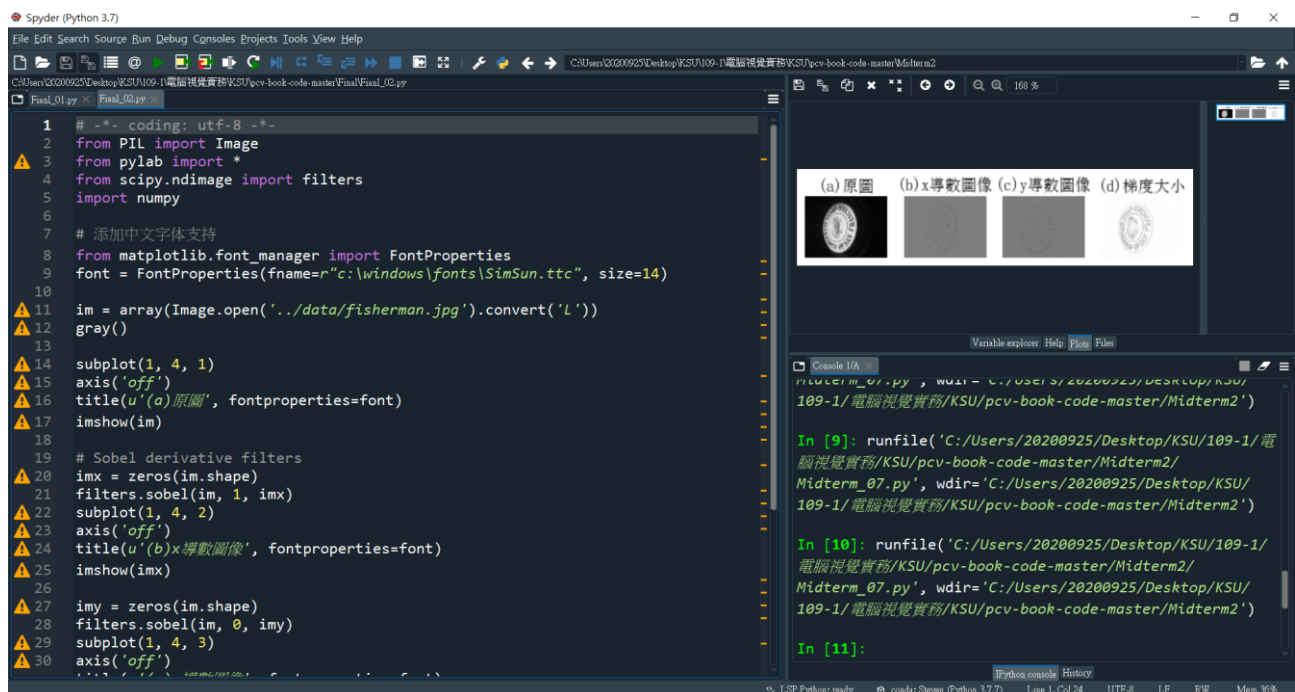 Spyder (Python 3.7)
File Edit Search Source Run Debug Consoles Projects Tools View Help
C:\Users\20200925\Desktop\KSU\109-1\電腦視覺實務\KSU\pcv-book-code-master\Midterm2
C:\Users\20200925\Desktop\KSU\109-1\電腦視覺實務\KSU\pcv-book-code-master\Final\Final_02.py
Final_01.py Final_02.py
1 # -*- coding: utf-8 -*-
2 from PIL import Image
3 from pylab import *
4 from scipy.ndimage import filters
5 import numpy
6
7 # 添加中文字体支持
8 from matplotlib.font_manager import FontProperties
9 font = FontProperties(fname=r"c:\windows\fonts\SimSun.ttc", size=14)
10
11 im = array(Image.open('../data/fisherman.jpg').convert('L'))
12 gray()
13
14 subplot(1, 4, 1)
15 axis('off')
16 title(u'(a)原圖', fontproperties=font)
17 imshow(im)
18
19 # Sobel derivative filters
20 imx = zeros(im.shape)
21 filters.sobel(im, 1, imx)
22 subplot(1, 4, 2)
23 axis('off')
24 title(u'(b)x導數圖像', fontproperties=font)
25 imshow(imx)
26
27 imy = zeros(im.shape)
28 filters.sobel(im, 0, imy)
29 subplot(1, 4, 3)
30 axis('off')
168 %
(a)原圖 (b)x導數圖像 (c)y導數圖像 (d)梯度大小
Variable explorer Help Plots Files
Console 1/A
Midterm_07.py', wdir='C:/Users/20200925/Desktop/KSU/
109-1/電腦視覺實務/KSU/pcv-book-code-master/Midterm2')
In [9]: runfile('C:/Users/20200925/Desktop/KSU/109-1/電
腦視覺實務/KSU/pcv-book-code-master/Midterm2/
Midterm_07.py', wdir='C:/Users/20200925/Desktop/KSU/
109-1/電腦視覺實務/KSU/pcv-book-code-master/Midterm2')
In [10]: runfile('C:/Users/20200925/Desktop/KSU/109-1/
電腦視覺實務/KSU/pcv-book-code-master/Midterm2/
Midterm_07.py', wdir='C:/Users/20200925/Desktop/KSU/
109-1/電腦視覺實務/KSU/pcv-book-code-master/Midterm2')
In [11]:
IPython console History
LSP Python: ready conda: Steven (Python 3.7.7) Line 1, Col 24 UTF-8 LF RW Mem 36%